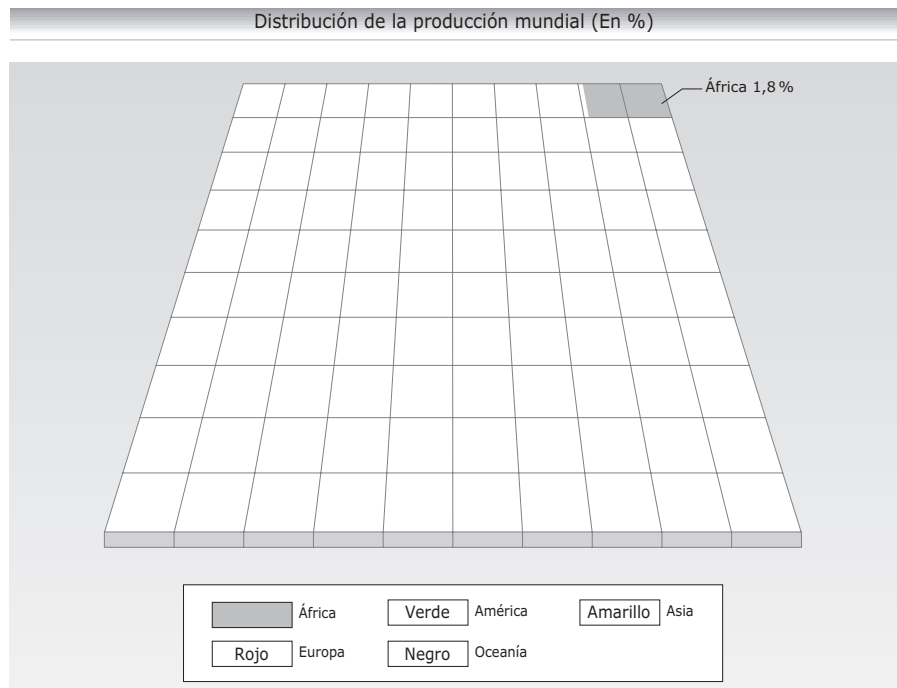 Distribución de la producción mundial (En %)
África 1,8 %
África
Verde América
Amarillo Asia
Rojo Europa
Negro Oceanía